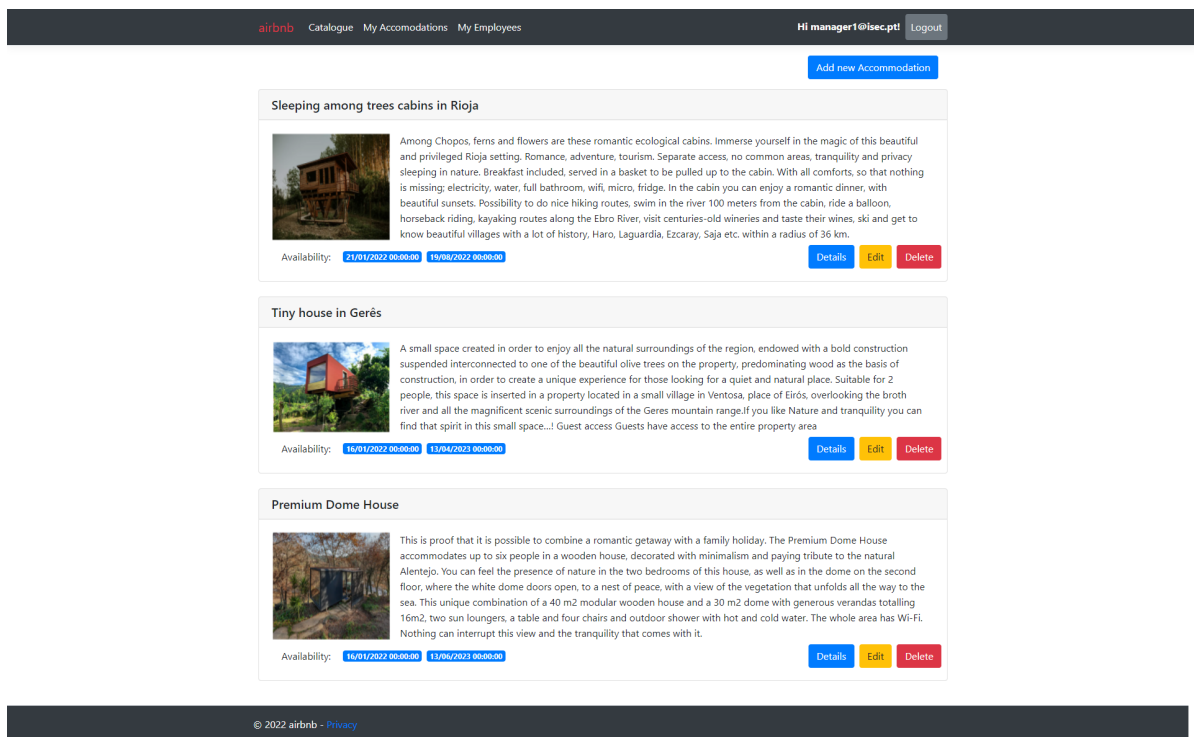 airbnb Catalogue My Accomodations My Employees Hi manager1@isec.pt! Logout
Add new Accommodation
Sleeping among trees cabins in Rioja
Among Chopos, ferns and flowers are these romantic ecological cabins. Immerse yourself in the magic of this beautiful
and privileged Rioja setting. Romance, adventure, tourism. Separate access, no common areas, tranquility and privacy
sleeping in nature. Breakfast included, served in a basket to be pulled up to the cabin. With all comforts, so that nothing
is missing; electricity, water, full bathroom, wifi, micro, fridge. In the cabin you can enjoy a romantic dinner, with
beautiful sunsets. Possibility to do nice hiking routes, swim in the river 100 meters from the cabin, ride a balloon,
horseback riding, kayaking routes along the Ebro River, visit centuries-old wineries and taste their wines, ski and get to
know beautiful villages with a lot of history, Haro, Laguardia, Ezcaray, Saja etc. within a radius of 36 km.
Availability: 21/01/2022 00:00:00 19/08/2022 00:00:00 Details Edit Delete
Tiny house in Gerês
A small space created in order to enjoy all the natural surroundings of the region, endowed with a bold construction
suspended interconnected to one of the beautiful olive trees on the property, predominating wood as the basis of
construction, in order to create a unique experience for those looking for a quiet and natural place. Suitable for 2
people, this space is inserted in a property located in a small village in Ventosa, place of Eirós, overlooking the broth
river and all the magnificent scenic surroundings of the Geres mountain range.If you like Nature and tranquility you can
find that spirit in this small space...! Guest access Guests have access to the entire property area
Availability: 16/01/2022 00:00:00 13/04/2023 00:00:00 Details Edit Delete
Premium Dome House
This is proof that it is possible to combine a romantic getaway with a family holiday. The Premium Dome House
accommodates up to six people in a wooden house, decorated with minimalism and paying tribute to the natural
Alentejo. You can feel the presence of nature in the two bedrooms of this house, as well as in the dome on the second
floor, where the white dome doors open, to a nest of peace, with a view of the vegetation that unfolds all the way to the
sea. This unique combination of a 40 m2 modular wooden house and a 30 m2 dome with generous verandas totalling
16m2, two sun loungers, a table and four chairs and outdoor shower with hot and cold water. The whole area has Wi-Fi.
Nothing can interrupt this view and the tranquility that comes with it.
Availability: 16/01/2022 00:00:00 13/06/2023 00:00:00 Details Edit Delete
© 2022 airbnb - Privacy